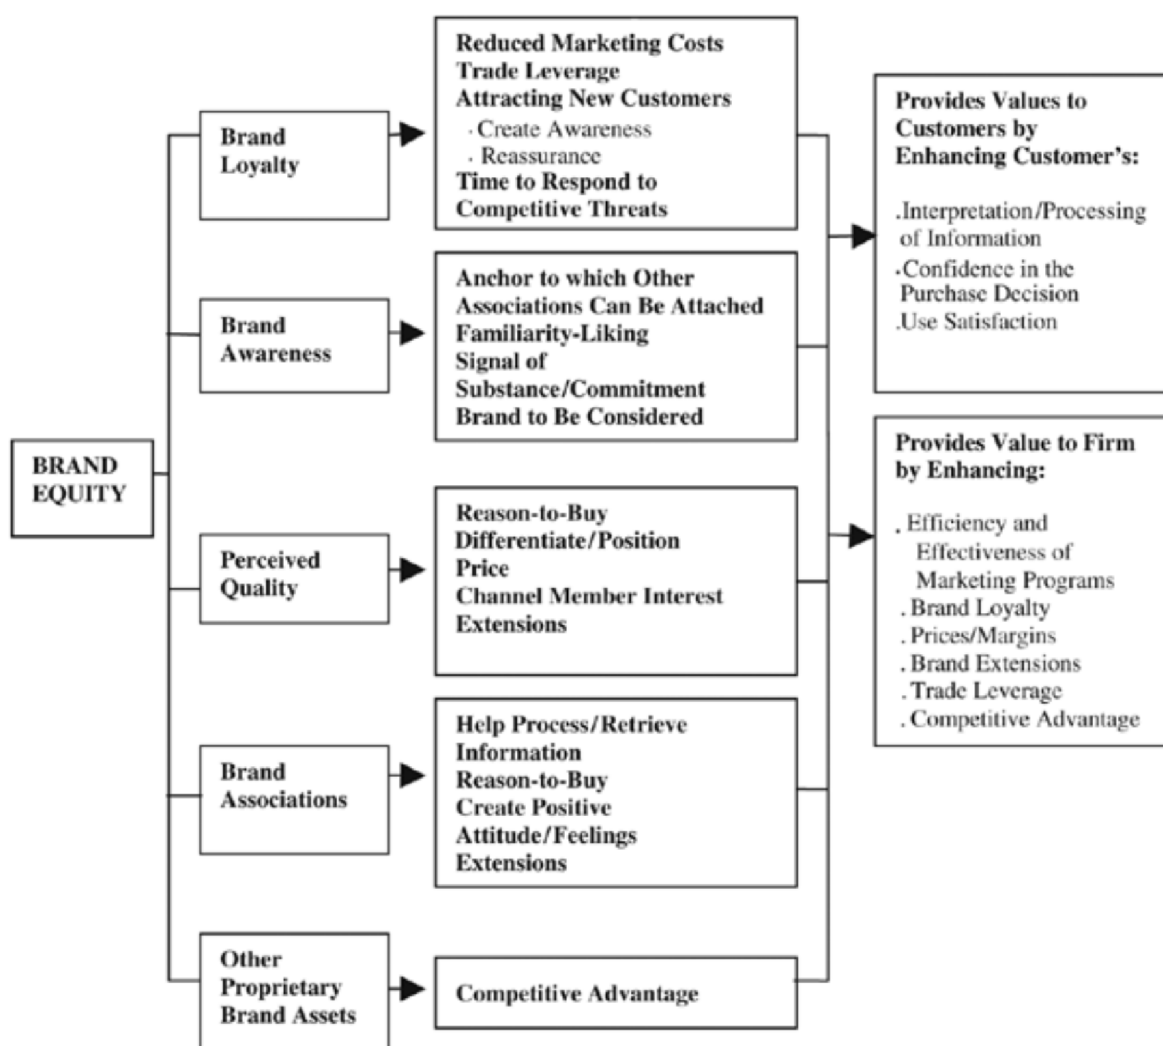 BRAND
EQUITY
Brand
Loyalty
Reduced Marketing Costs
Trade Leverage
Attracting New Customers
· Create Awareness
· Reassurance
Time to Respond to
Competitive Threats
Brand
Awareness
Anchor to which Other
Associations Can Be Attached
Familiarity-Liking
Signal of
Substance/Commitment
Brand to Be Considered
Perceived
Quality
Reason-to-Buy
Differentiate/Position
Price
Channel Member Interest
Extensions
Brand
Associations
Help Process/Retrieve
Information
Reason-to-Buy
Create Positive
Attitude/Feelings
Extensions
Other
Proprietary
Brand Assets
Competitive Advantage
Provides Values to
Customers by
Enhancing Customer's:
.Interpretation/Processing
of Information
.Confidence in the
Purchase Decision
.Use Satisfaction
Provides Value to Firm
by Enhancing:
. Efficiency and
Effectiveness of
Marketing Programs
. Brand Loyalty
. Prices/Margins
. Brand Extensions
. Trade Leverage
. Competitive Advantage